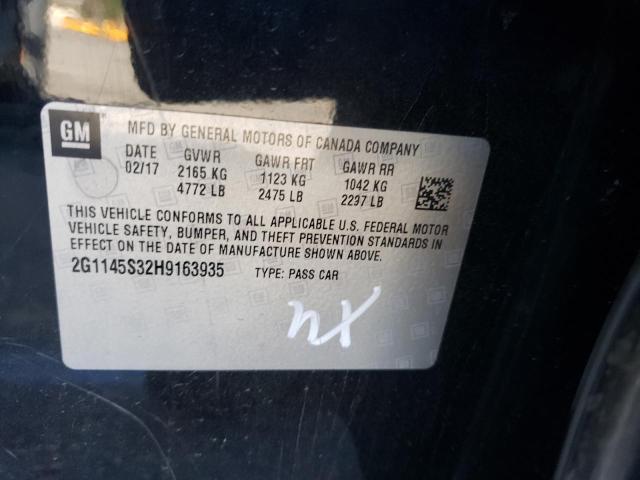 GM
MFD BY GENERAL MOTORS OF CANADA COMPANY
DATE GVWR GAWR FRT GAWR RR
02/17 2165 KG 1123 KG 1042 KG
4772 LB 2475 LB 2297 LB
THIS VEHICLE CONFORMS TO ALL APPLICABLE U.S. FEDERAL MOTOR
VEHICLE SAFETY, BUMPER, AND THEFT PREVENTION STANDARDS IN
EFFECT ON THE DATE OF MANUFACTURE SHOWN ABOVE.
2G1145S32H9163935 TYPE: PASS CAR